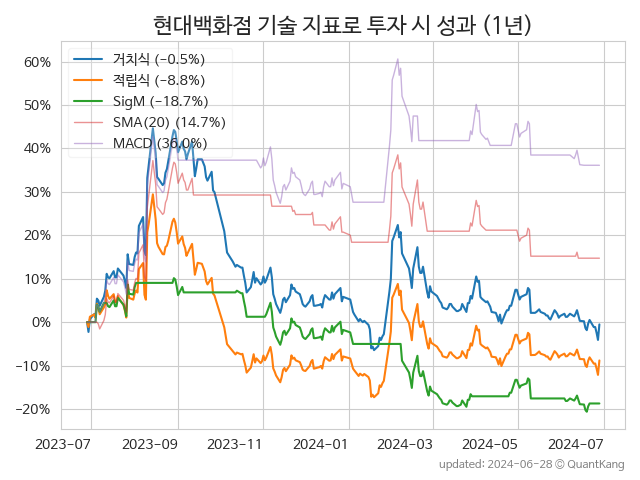 현대백화점 기술 지표로 투자 시 성과 (1년)
거치식 (−0.5%)
적립식 (−8.8%)
SigM (−18.7%)
SMA(20) (14.7%)
MACD (36.0%)
60%
50%
40%
30%
20%
10%
0%
−10%
−20%
2023-07 2023-09 2023-11 2024-01 2024-03 2024-05 2024-07
updated: 2024-06-28 © QuantKang